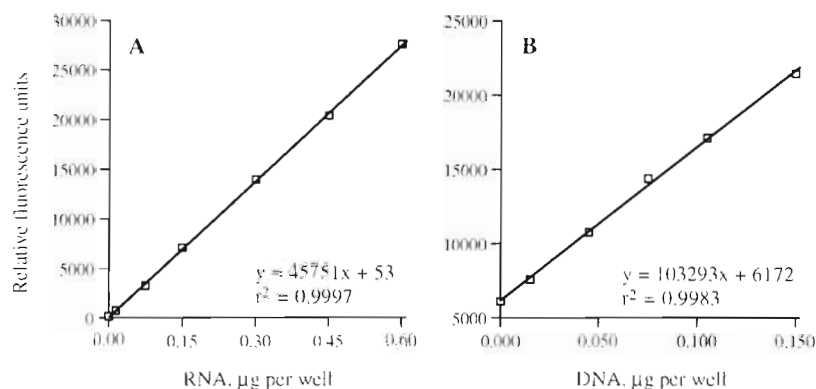 A
Relative fluorescence units
30000
25000
20000
15000
10000
5000
0
0.00 0.15 0.30 0.45 0.60
y = 45751x + 53
r² = 0.9997
RNA, µg per well
B
25000
20000
15000
10000
5000
0.000 0.050 0.100 0.150
y = 103293x + 6172
r² = 0.9983
DNA, µg per well